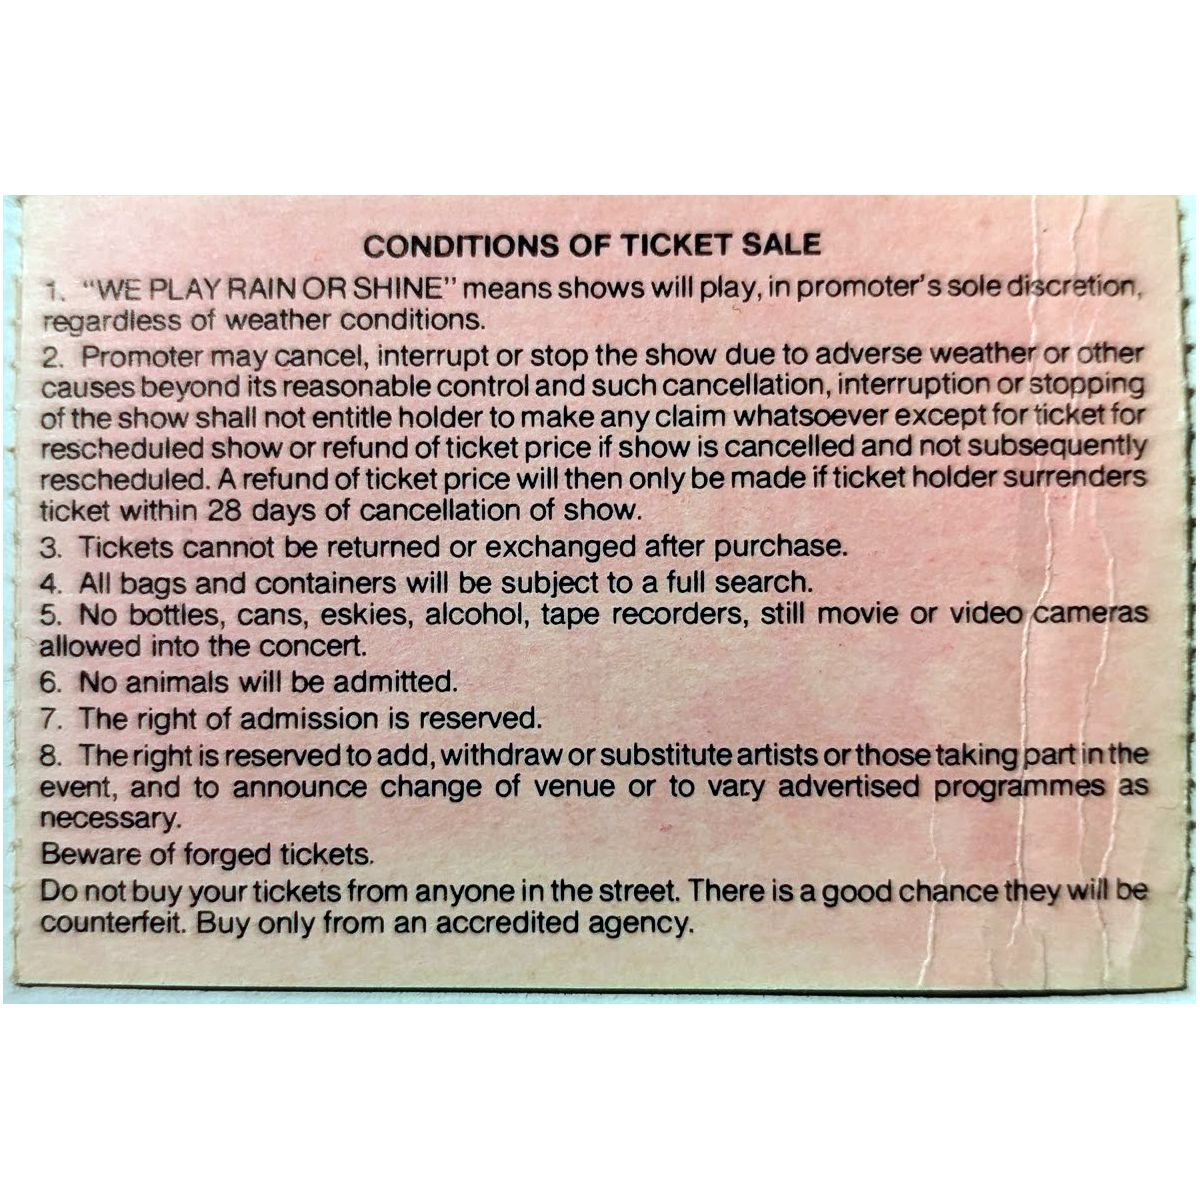 CONDITIONS OF TICKET SALE
1. "WE PLAY RAIN OR SHINE" means shows will play, in promoter's sole discretion,
regardless of weather conditions.
2. Promoter may cancel, interrupt or stop the show due to adverse weather or other
causes beyond its reasonable control and such cancellation, interruption or stopping
of the show shall not entitle holder to make any claim whatsoever except for ticket for
rescheduled show or refund of ticket price if show is cancelled and not subsequently
rescheduled. A refund of ticket price will then only be made if ticket holder surrenders
ticket within 28 days of cancellation of show.
3. Tickets cannot be returned or exchanged after purchase.
4. All bags and containers will be subject to a full search.
5. No bottles, cans, eskies, alcohol, tape recorders, still movie or video cameras
allowed into the concert.
6. No animals will be admitted.
7. The right of admission is reserved.
8. The right is reserved to add, withdraw or substitute artists or those taking part in the
event, and to announce change of venue or to vary advertised programmes as
necessary.
Beware of forged tickets.
Do not buy your tickets from anyone in the street. There is a good chance they will be
counterfeit. Buy only from an accredited agency.